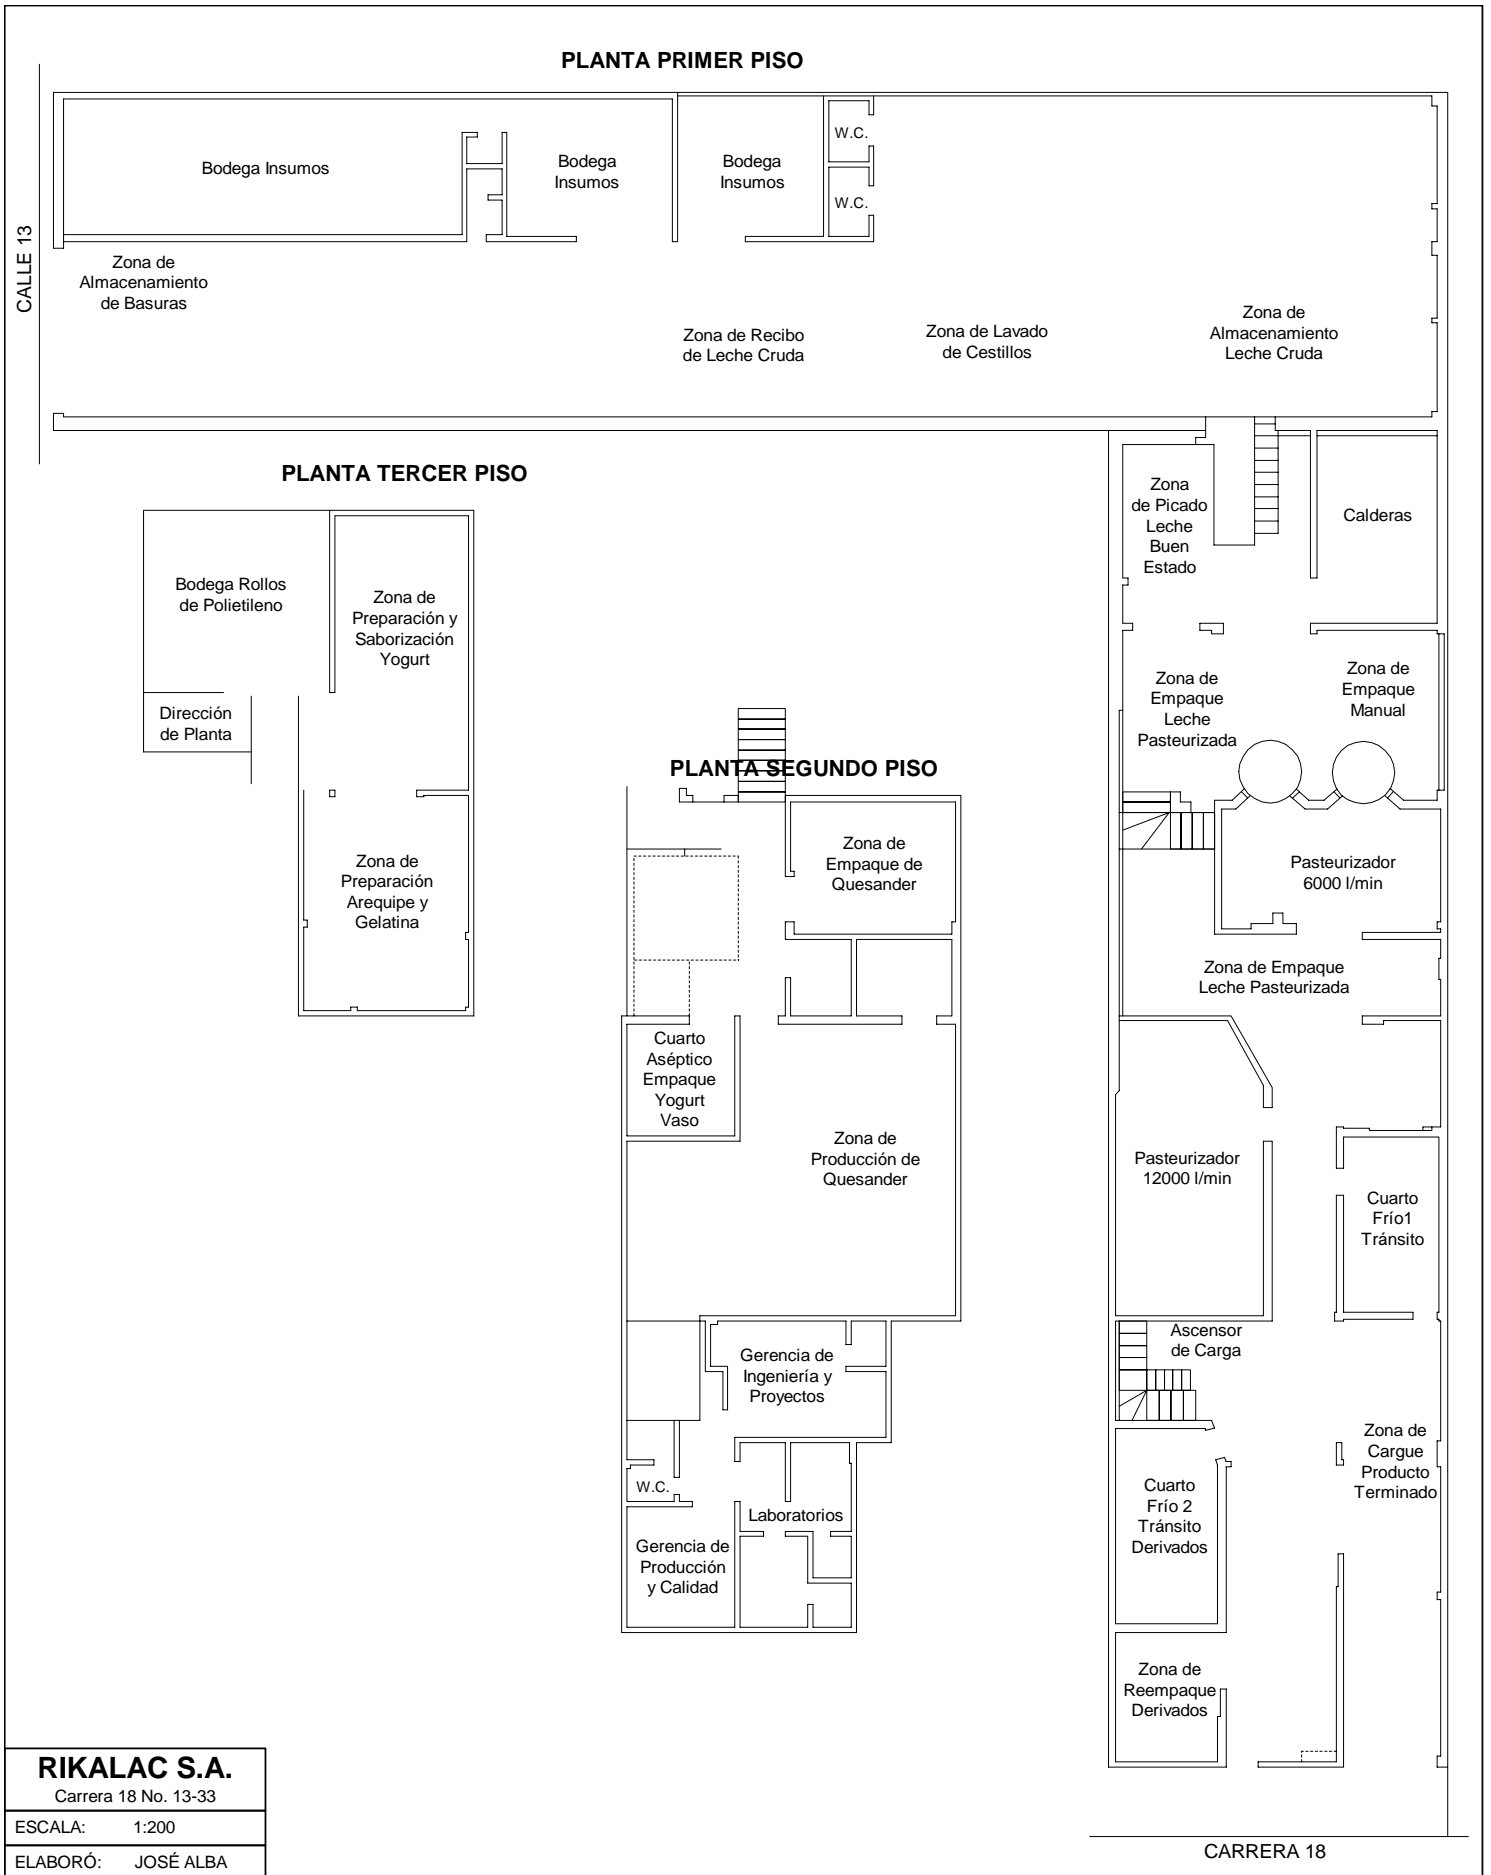 PLANTA PRIMER PISO
CALLE 13
Bodega Insumos
Bodega
Insumos
Bodega
Insumos
W.C.
W.C.
Zona de
Almacenamiento
de Basuras
Zona de Recibo
de Leche Cruda
Zona de Lavado
de Cestillos
Zona de
Almacenamiento
Leche Cruda
Zona
de Picado
Leche
Buen
Estado
Calderas
Zona de
Empaque
Leche
Pasteurizada
Zona de
Empaque
Manual
Pasteurizador
6000 l/min
Zona de Empaque
Leche Pasteurizada
Pasteurizador
12000 l/min
Cuarto
Frío1
Tránsito
Ascensor
de Carga
Zona de
Cargue
Producto
Terminado
Cuarto
Frío 2
Tránsito
Derivados
Zona de
Reempaque
Derivados
CARRERA 18
PLANTA TERCER PISO
Bodega Rollos
de Polietileno
Zona de
Preparación y
Saborización
Yogurt
Dirección
de Planta
Zona de
Preparación
Arequipe y
Gelatina
PLANTA SEGUNDO PISO
Zona de
Empaque de
Quesander
Cuarto
Aséptico
Empaque
Yogurt
Vaso
Zona de
Producción de
Quesander
Gerencia de
Ingeniería y
Proyectos
W.C.
Laboratorios
Gerencia de
Producción
y Calidad
RIKALAC S.A.
Carrera 18 No. 13-33
ESCALA: 1:200
ELABORÓ: JOSÉ ALBA